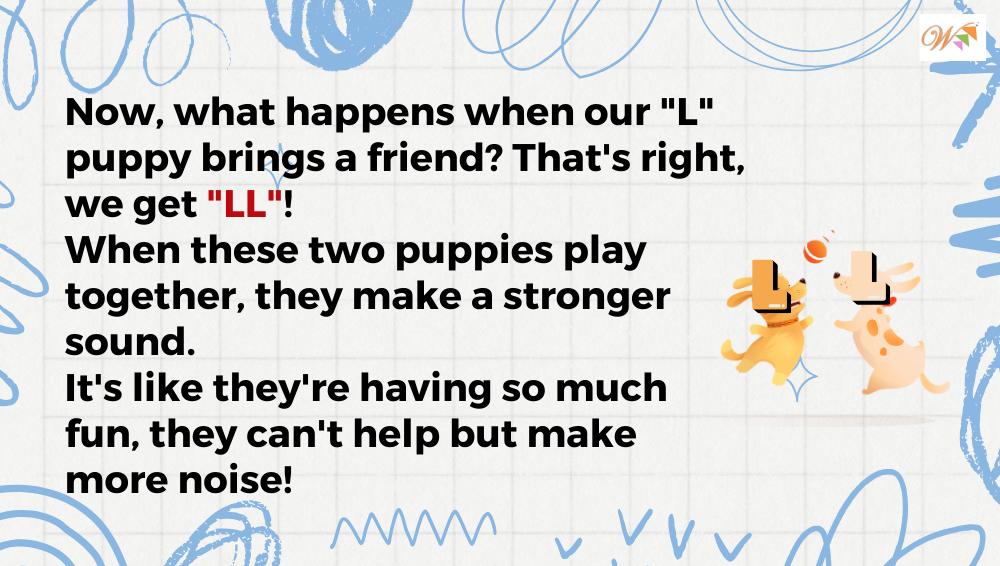 W
Now, what happens when our "L"
puppy brings a friend? That's right,
we get "LL"!
When these two puppies play
together, they make a stronger
sound.
It's like they're having so much
fun, they can't help but make
more noise!
L L